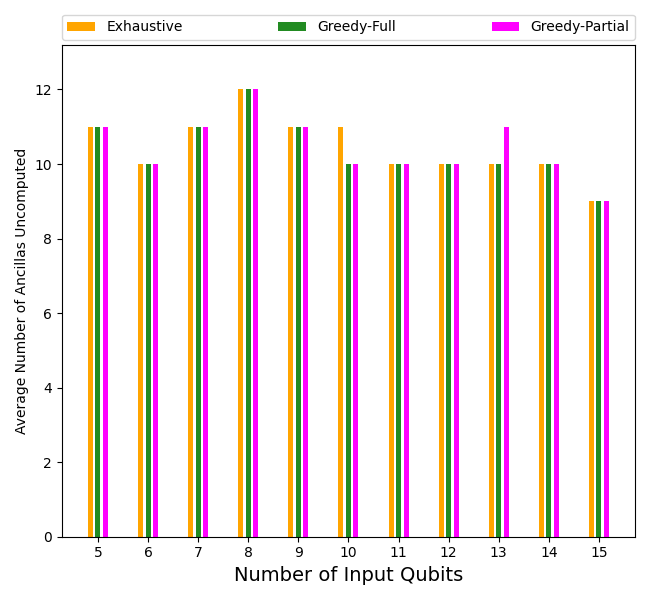 Exhaustive Greedy-Full Greedy-Partial
Average Number of Ancillas Uncomputed
12
10
8
6
4
2
0
5 6 7 8 9 10 11 12 13 14 15
Number of Input Qubits